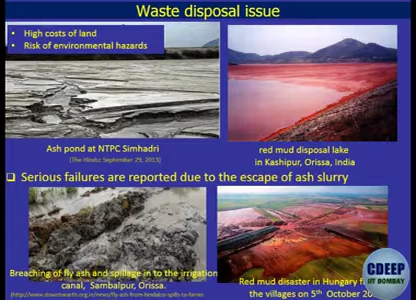 Waste disposal issue
• High costs of land
• Risk of environmental hazards
Ash pond at NTPC Simhadri
(The Hindu; September 29, 2013)
red mud disposal lake
in Kashipur, Orissa, India
❑ Serious failures are reported due to the escape of ash slurry
Breaching of fly ash and spillage in to the irrigation
canal, Sambalpur, Orissa.
Red mud disaster in Hungary
the villages on 5th October 20
CDEEP
IIT BOMBAY